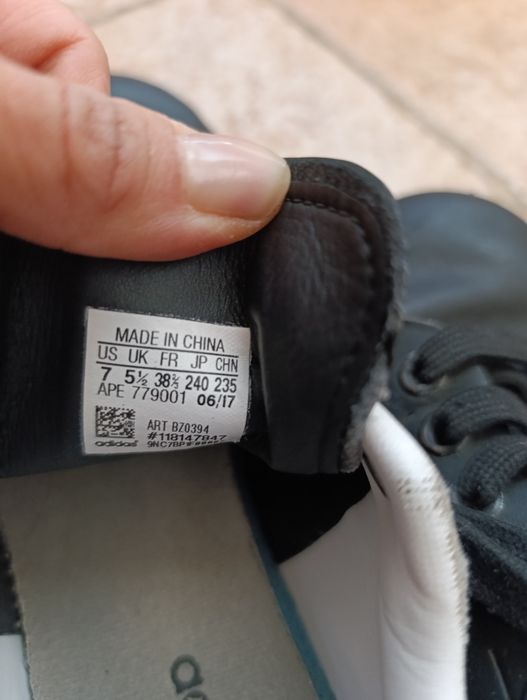 MADE IN CHINA
US UK FR JP CHN
7 5½ 38⅔ 240 235
APE 779001 06/17
ART BZ0394
#118147847
adidas